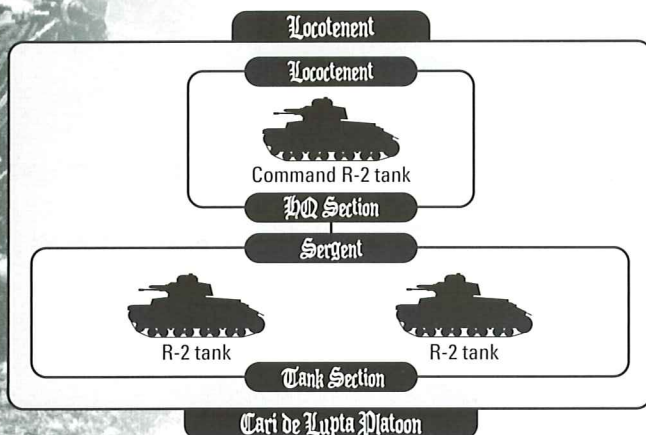 Locotenent
Lococtenent
Command R-2 tank
HQ Section
Sergent
R-2 tank
R-2 tank
Tank Section
Cari de Lupta Platoon